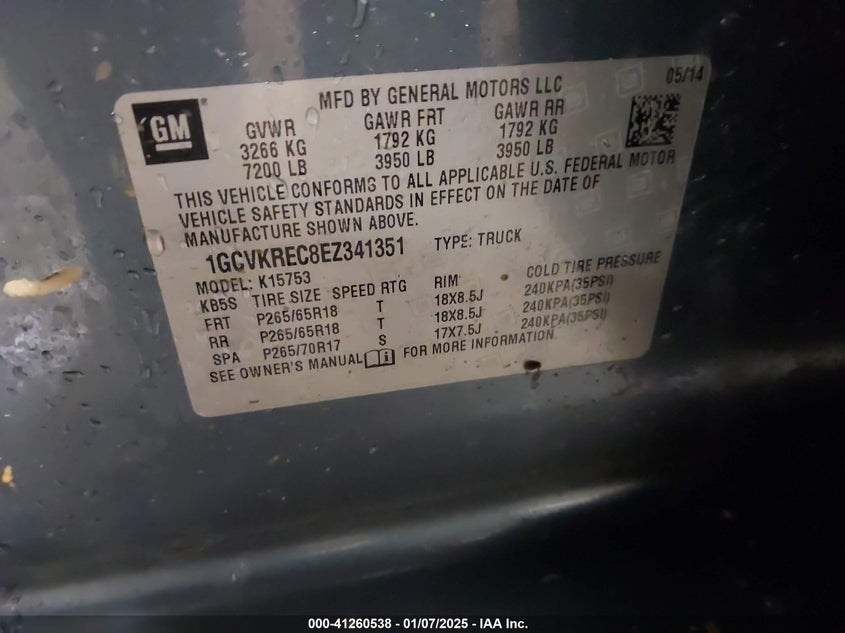 05/14
MFD BY GENERAL MOTORS LLC
GM
GVWR GAWR FRT GAWR RR
3266 KG 1792 KG 1792 KG
7200 LB 3950 LB 3950 LB
THIS VEHICLE CONFORMS TO ALL APPLICABLE U.S. FEDERAL MOTOR
VEHICLE SAFETY STANDARDS IN EFFECT ON THE DATE OF
MANUFACTURE SHOWN ABOVE.
1GCVKREC8EZ341351 TYPE: TRUCK
MODEL: K15753
KB5S TIRE SIZE SPEED RTG RIM COLD TIRE PRESSURE
FRT P265/65R18 T 18X8.5J 240KPA(35PSI)
RR P265/65R18 T 18X8.5J 240KPA(35PSI)
SPA P265/70R17 S 17X7.5J 240KPA(35PSI)
SEE OWNER'S MANUAL FOR MORE INFORMATION.
000-41260538 - 01/07/2025 - IAA Inc.